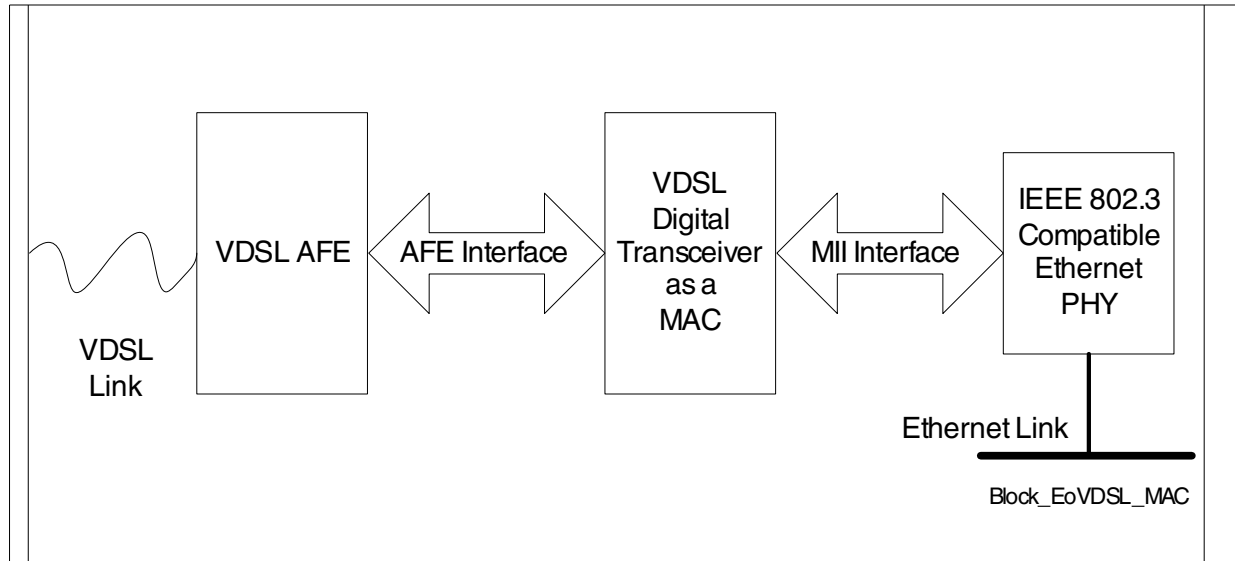 VDSL
Link
VDSL AFE
AFE Interface
VDSL
Digital
Transceiver
as a
MAC
MII Interface
IEEE 802.3
Compatible
Ethernet
PHY
Ethernet Link
Block_EoVDSL_MAC